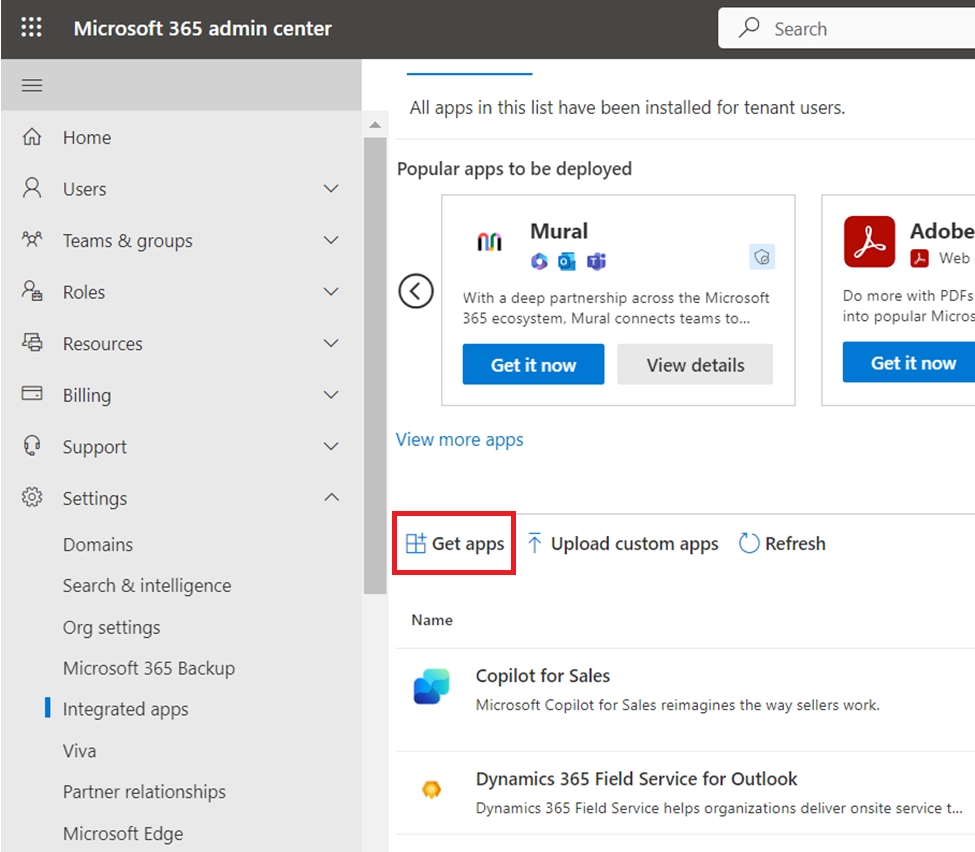 Microsoft 365 admin center
Search
Home
Users
Teams & groups
Roles
Resources
Billing
Support
Settings
Domains
Search & intelligence
Org settings
Microsoft 365 Backup
Integrated apps
Viva
Partner relationships
Microsoft Edge
All apps in this list have been installed for tenant users.
Popular apps to be deployed
Mural
With a deep partnership across the Microsoft
365 ecosystem, Mural connects teams to...
Get it now
View details
Adobe
Web
Do more with PDFs
into popular Micros
Get it now
View more apps
Get apps
Upload custom apps
Refresh
Name
Copilot for Sales
Microsoft Copilot for Sales reimagines the way sellers work.
Dynamics 365 Field Service for Outlook
Dynamics 365 Field Service helps organizations deliver onsite service t...